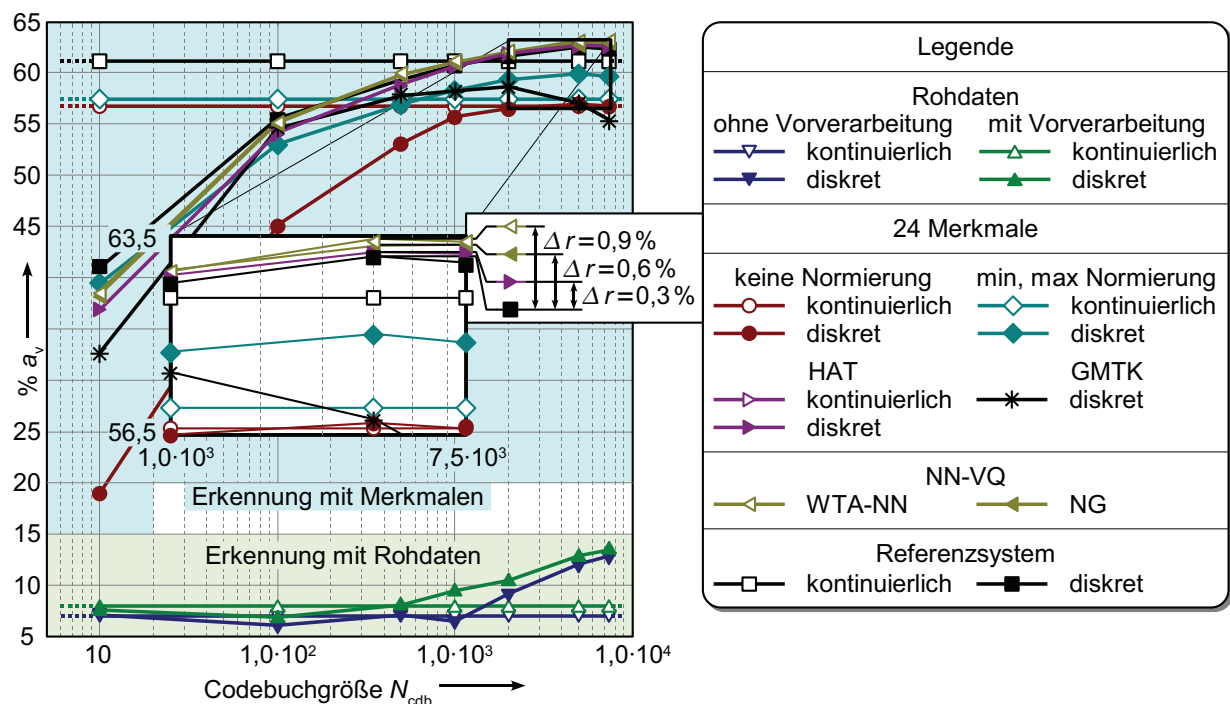 65
60
55
50
45
40
35
30
25
20
15
10
5
% a_v
63,5
56,5
1,0·10³
7,5·10³
Δ r=0,9 %
Δ r=0,6 %
Δ r=0,3 %
Erkennung mit Merkmalen
Erkennung mit Rohdaten
10
1,0·10²
1,0·10³
1,0·10⁴
Codebuchgröße N_cdb
Legende
Rohdaten
ohne Vorverarbeitung mit Vorverarbeitung
kontinuierlich kontinuierlich
diskret diskret
24 Merkmale
keine Normierung min, max Normierung
kontinuierlich kontinuierlich
diskret diskret
HAT GMTK
kontinuierlich diskret
diskret
NN-VQ
WTA-NN NG
Referenzsystem
kontinuierlich diskret